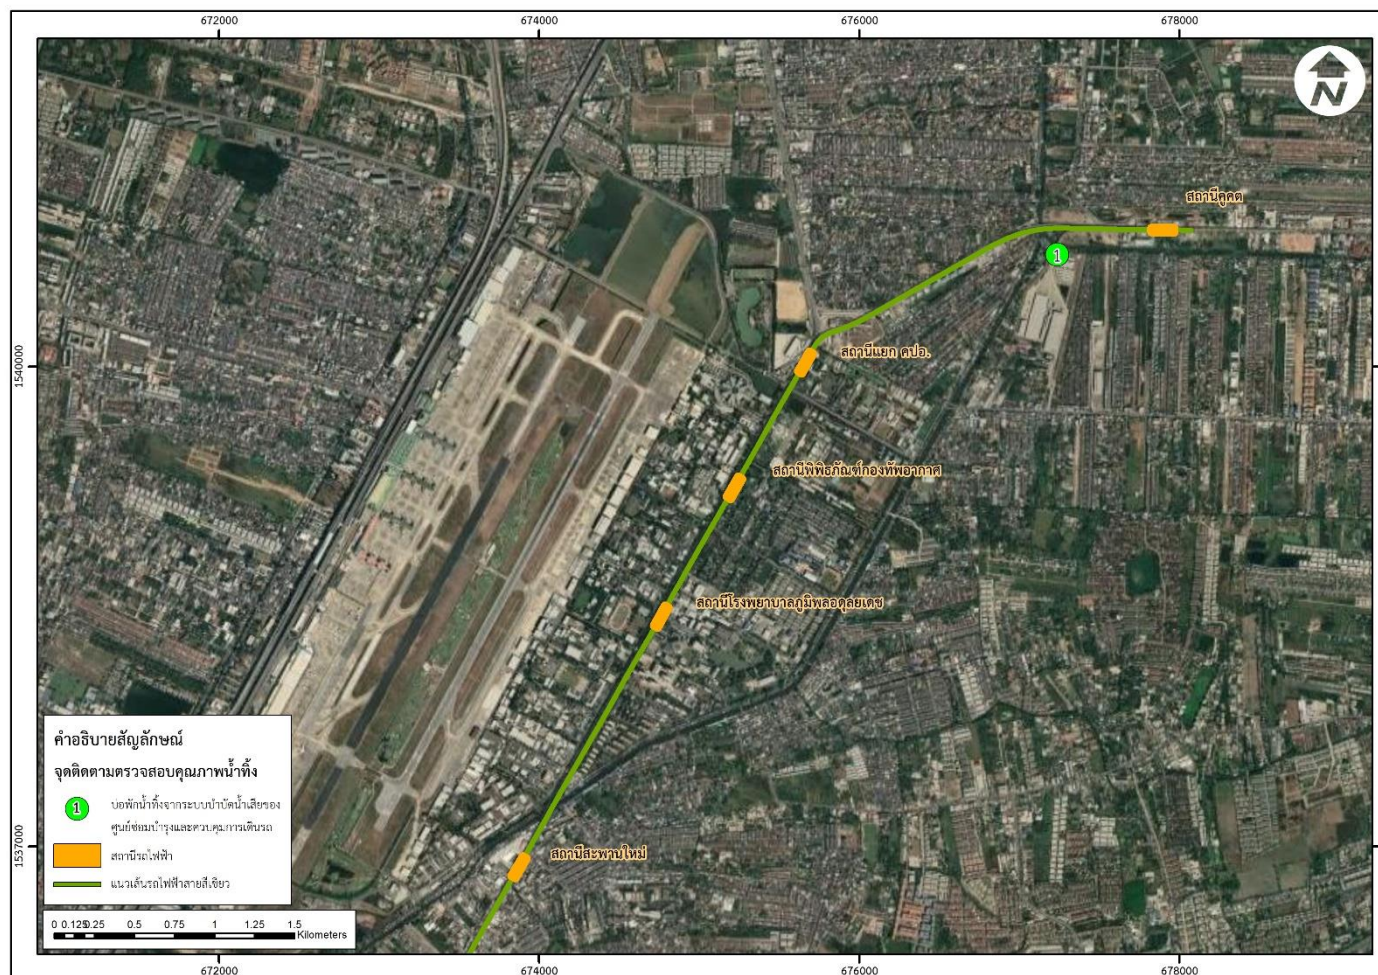 672000 674000 676000 678000
N
สถานีคูคต
1
สถานีแยก คปอ.
1540000
สถานีพิพิธภัณฑ์กองทัพอากาศ
สถานีโรงพยาบาลภูมิพลอดุลยเดช
สถานีสะพานใหม่
1537000
คำอธิบายสัญลักษณ์
จุดติดตามตรวจสอบคุณภาพน้ำทิ้ง
1 บ่อพักน้ำทิ้งจากระบบบำบัดน้ำเสียของ
ศูนย์ซ่อมบำรุงและควบคุมการเดินรถ
สถานีรถไฟฟ้า
แนวเส้นรถไฟฟ้าสายสีเขียว
0 0.125 0.25 0.5 0.75 1 1.25 1.5
Kilometers
672000 674000 676000 678000